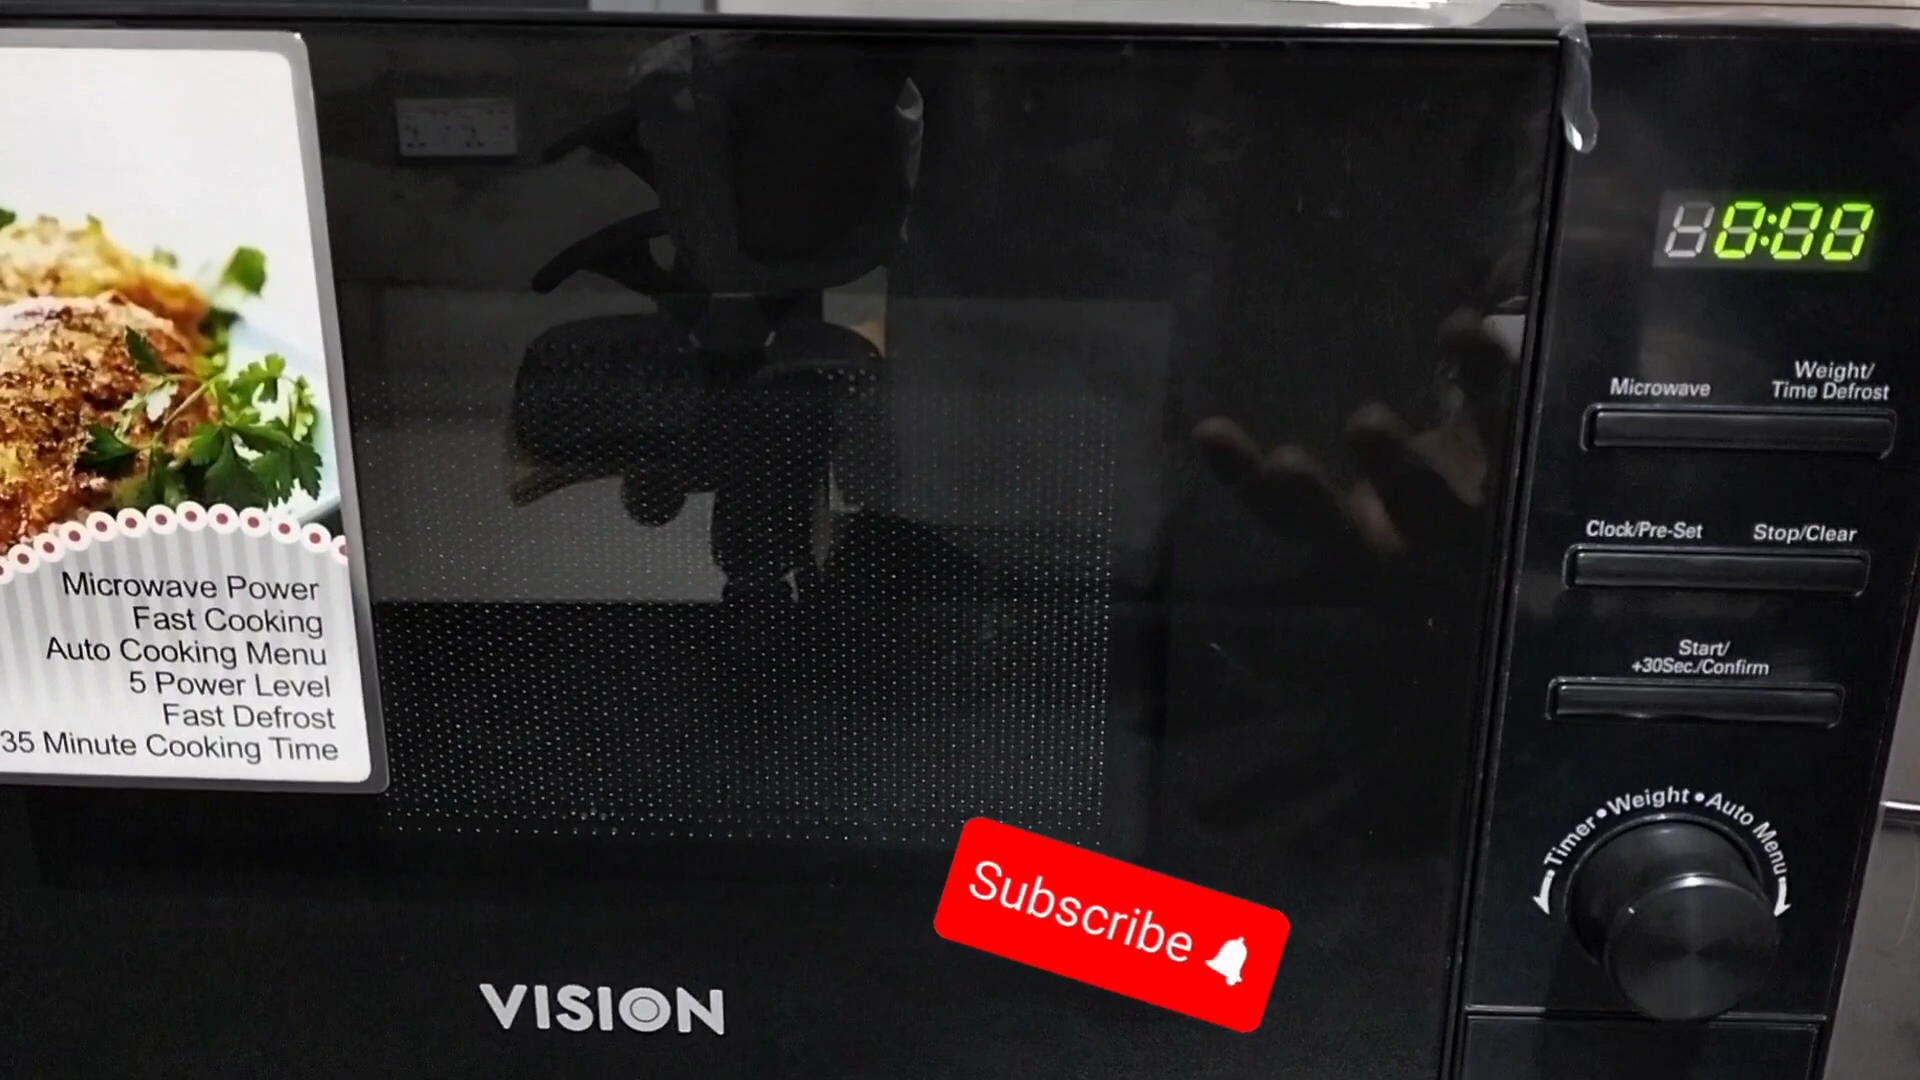 0:00
Microwave
Weight/
Time Defrost
Clock/Pre-Set
Stop/Clear
Start/
+30Sec./Confirm
Timer•Weight•Auto Menu
Microwave Power
Fast Cooking
Auto Cooking Menu
5 Power Level
Fast Defrost
35 Minute Cooking Time
Subscribe
VISION